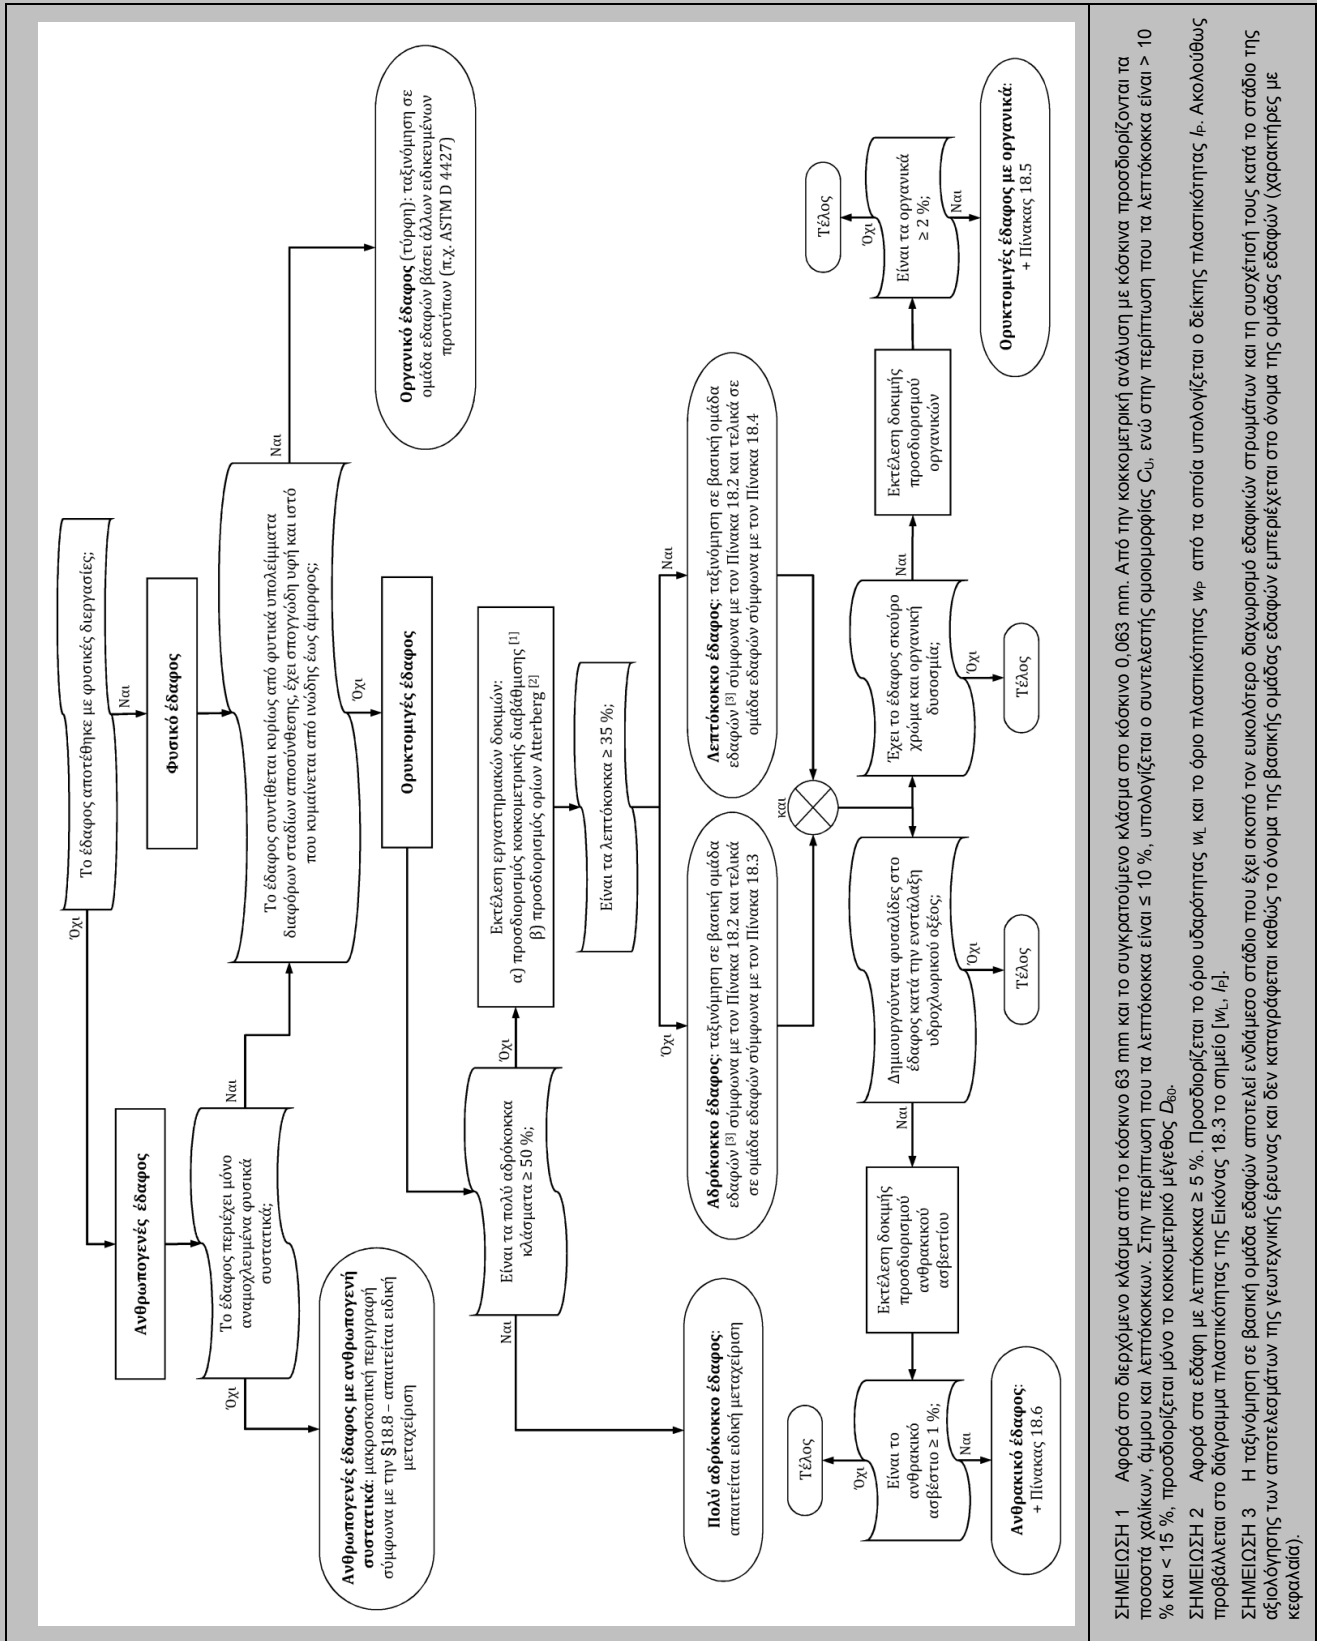 Το έδαφος αποτέθηκε με φυσικές διεργασίες;
Όχι
Ναι
Ανθρωπογενές έδαφος
Φυσικό έδαφος
Το έδαφος περιέχει μόνο
αναμοχλευμένα φυσικά
συστατικά;
Ναι
Όχι
Το έδαφος συντίθεται κυρίως από φυτικά υπολείμματα
διαφόρων σταδίων αποσύνθεσης, έχει σπογγώδη υφή και ιστό
που κυμαίνεται από ινώδης έως άμορφος;
Ναι
Όχι
Ανθρωπογενές έδαφος με ανθρωπογενή
συστατικά: μακροσκοπική περιγραφή
σύμφωνα με την §18.8 – απαιτείται ειδική
μεταχείριση
Ορυκτομιγές έδαφος
Οργανικό έδαφος (τύρφη): ταξινόμηση σε
ομάδα εδαφών βάσει άλλων ειδικευμένων
προτύπων (π.χ. ASTM D 4427)
Είναι τα πολύ αδρόκοκκα
κλάσματα ≥ 50 %;
Ναι
Όχι
Εκτέλεση εργαστηριακών δοκιμών:
α) προσδιορισμός κοκκομετρικής διαβάθμισης [1]
β) προσδιορισμός ορίων Atterberg [2]
Είναι τα λεπτόκοκκα ≥ 35 %;
Όχι
Ναι
Πολύ αδρόκοκκο έδαφος:
απαιτείται ειδική μεταχείριση
Αδρόκοκκο έδαφος: ταξινόμηση σε βασική ομάδα
εδαφών [3] σύμφωνα με τον Πίνακα 18.2 και τελικά
σε ομάδα εδαφών σύμφωνα με τον Πίνακα 18.3
Λεπτόκοκκο έδαφος: ταξινόμηση σε βασική ομάδα
εδαφών [3] σύμφωνα με τον Πίνακα 18.2 και τελικά σε
ομάδα εδαφών σύμφωνα με τον Πίνακα 18.4
και
Τέλος
Όχι
Είναι το
ανθρακικό
ασβέστιο ≥ 1 %;
Ναι
Ανθρακικό έδαφος:
+ Πίνακας 18.6
Εκτέλεση δοκιμής
προσδιορισμού
ανθρακικού
ασβεστίου
Ναι
Δημιουργούνται φυσαλίδες στο
έδαφος κατά την ενστάλαξη
υδροχλωρικού οξέος;
Όχι
Τέλος
Έχει το έδαφος σκούρο
χρώμα και οργανική
δυσοσμία;
Ναι
Όχι
Τέλος
Εκτέλεση δοκιμής
προσδιορισμού
οργανικών
Τέλος
Όχι
Είναι τα οργανικά
≥ 2 %;
Ναι
Ορυκτομιγές έδαφος με οργανικά:
+ Πίνακας 18.5
ΣΗΜΕΙΩΣΗ 1 Αφορά στο διερχόμενο κλάσμα από το κόσκινο 63 mm και το συγκρατούμενο κλάσμα στο κόσκινο 0,063 mm. Από την κοκκομετρική ανάλυση με κόσκινα προσδιορίζονται τα
ποσοστά χαλίκων, άμμου και λεπτόκκων. Στην περίπτωση που τα λεπτόκοκκα είναι ≤ 10 %, υπολογίζεται ο συντελεστής ομοιομορφίας CU, ενώ στην περίπτωση που τα λεπτόκοκκα είναι > 10
% και < 15 %, προσδιορίζεται μόνο το κοκκομετρικό μέγεθος D60.
ΣΗΜΕΙΩΣΗ 2 Αφορά στα εδάφη με λεπτόκοκκα ≥ 5 %. Προσδιορίζεται το όριο υδαρότητας wL και το όριο πλαστικότητας wP από τα οποία υπολογίζεται ο δείκτης πλαστικότητας IP. Ακολούθως
προβάλλεται στο διάγραμμα πλαστικότητας της Εικόνας 18.3 το σημείο [wL, IP].
ΣΗΜΕΙΩΣΗ 3 Η ταξινόμηση σε βασική ομάδα εδαφών αποτελεί ενδιάμεσο στάδιο που έχει σκοπό τον ευκολότερο διαχωρισμό εδαφικών στρωμάτων και τη συσχέτισή τους κατά το στάδιο της
αξιολόγησης των αποτελεσμάτων της γεωτεχνικής έρευνας και δεν καταγράφεται καθώς το όνομα της βασικής ομάδας εδαφών εμπεριέχεται στο όνομα της ομάδας εδαφών (χαρακτήρες με
κεφαλαία).